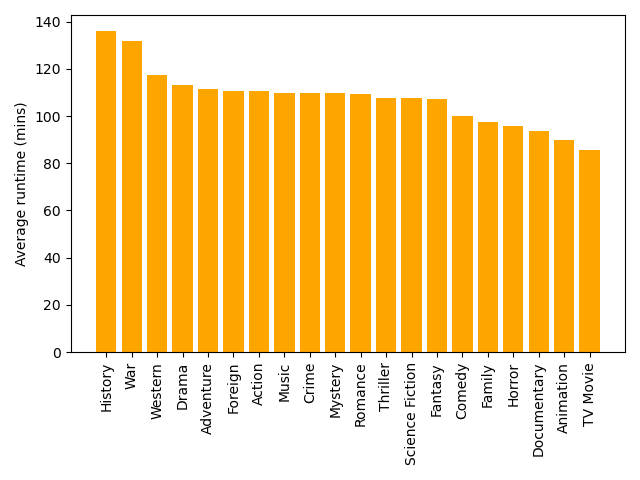 Average runtime (mins)
140
120
100
80
60
40
20
0
History
War
Western
Drama
Adventure
Foreign
Action
Music
Crime
Mystery
Romance
Thriller
Science Fiction
Fantasy
Comedy
Family
Horror
Documentary
Animation
TV Movie